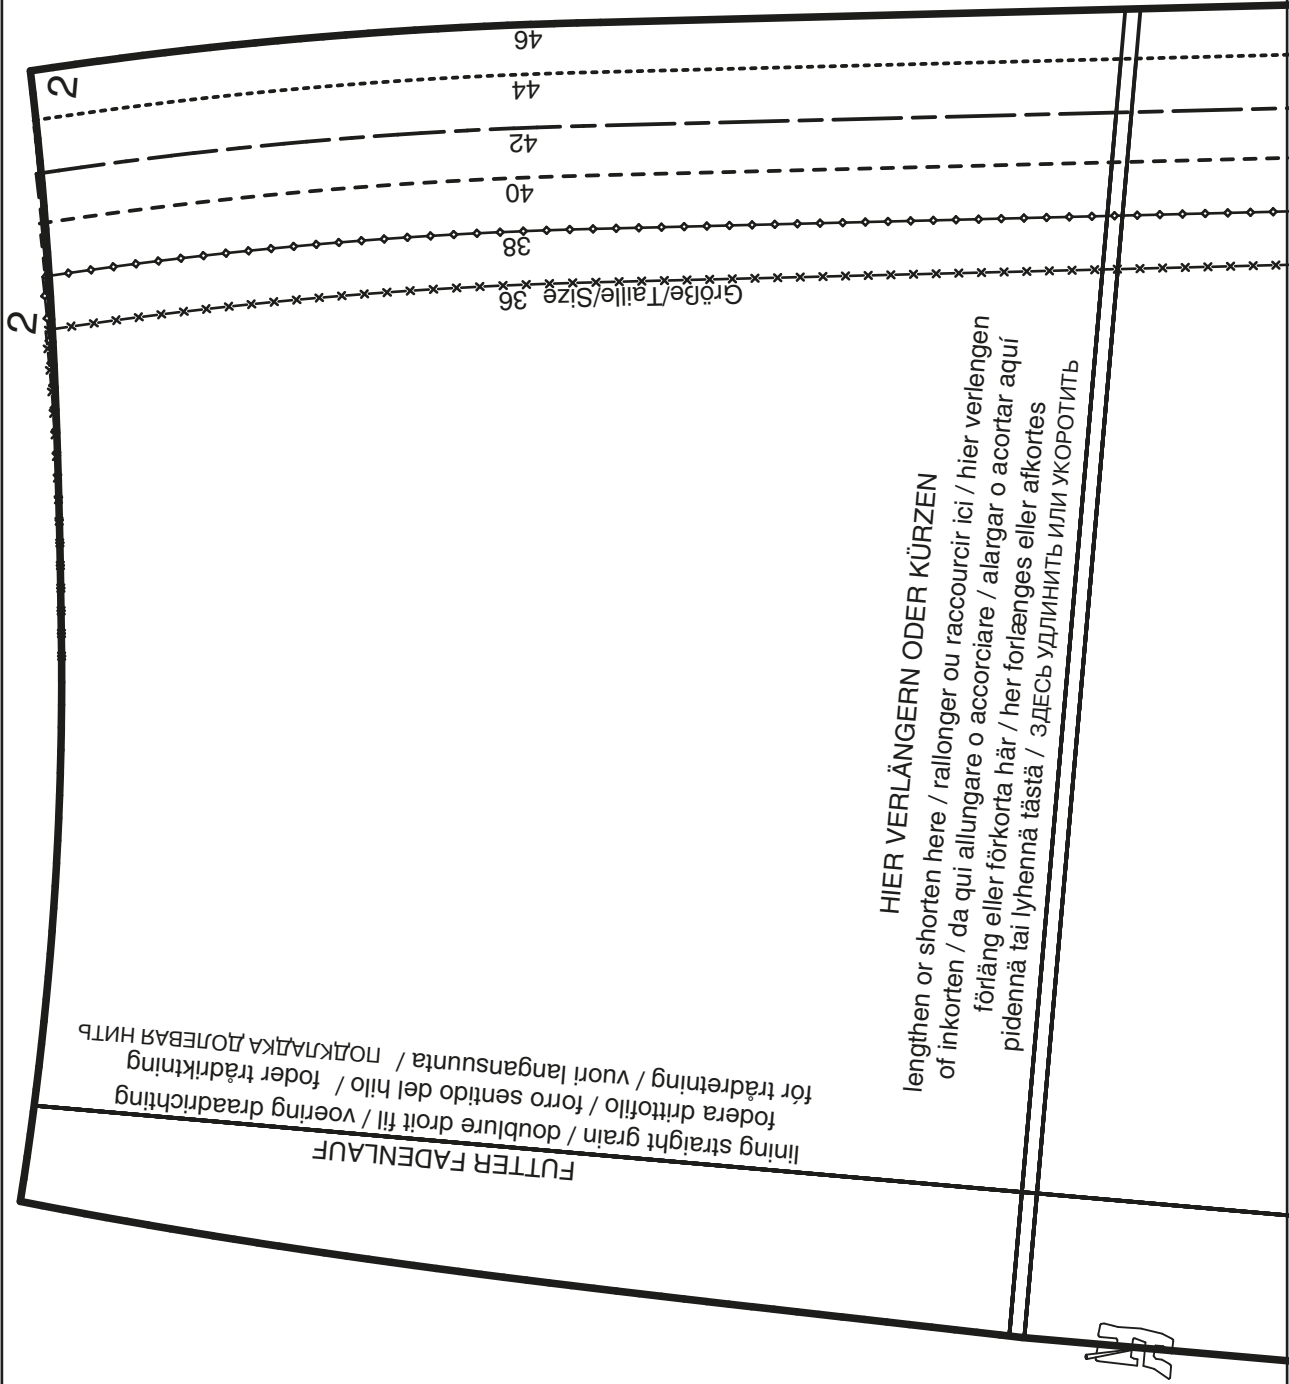 2
46
44
42
40
38
Größe/Taille/Size 36
2
HIER VERLÄNGERN ODER KÜRZEN
lengthen or shorten here / rallonger ou raccourcir ici / hier verlengen
of inkorten / da qui allungare o accorciare / alargar o acortar aquí
förläng eller förkorta här / her forlænges eller afkortes
pidennä tai lyhennä tästä / ЗДЕСЬ УДЛИНИТЬ ИЛИ УКОРОТИТЬ
FUTTER FADENLAUF
lining straight grain / doublure droit fil / voering draadrichting
fodera drittofilo / forro sentido del hilo / foder trådriktning
fór trådretning / vuori langansuunta / ПОДКЛАДКА ДОЛЕВАЯ НИТЬ